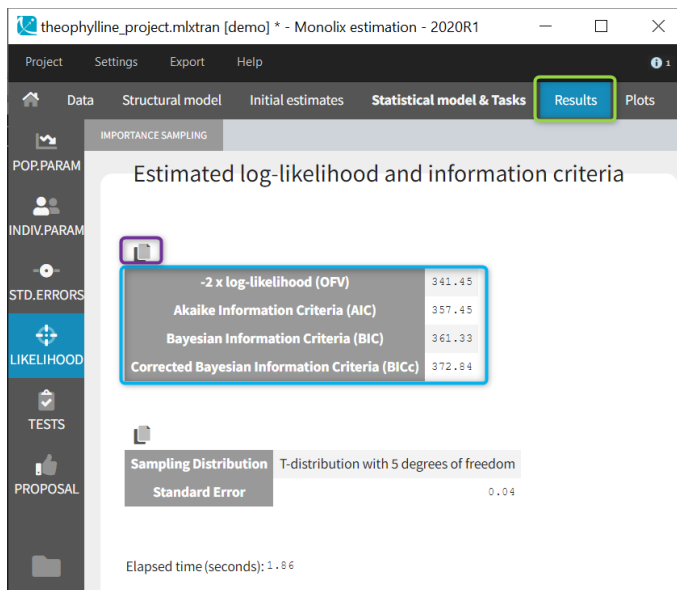 theophylline_project.mlxtran [demo] * - Monolix estimation - 2020R1
Project Settings Export Help 1
Data Structural model Initial estimates Statistical model & Tasks Results Plots
IMPORTANCE SAMPLING
POP.PARAM
INDIV.PARAM
STD.ERRORS
LIKELIHOOD
TESTS
PROPOSAL
Estimated log-likelihood and information criteria
-2 x log-likelihood (OFV) 341.45
Akaike Information Criteria (AIC) 357.45
Bayesian Information Criteria (BIC) 361.33
Corrected Bayesian Information Criteria (BICc) 372.84
Sampling Distribution T-distribution with 5 degrees of freedom
Standard Error 0.04
Elapsed time (seconds): 1.86